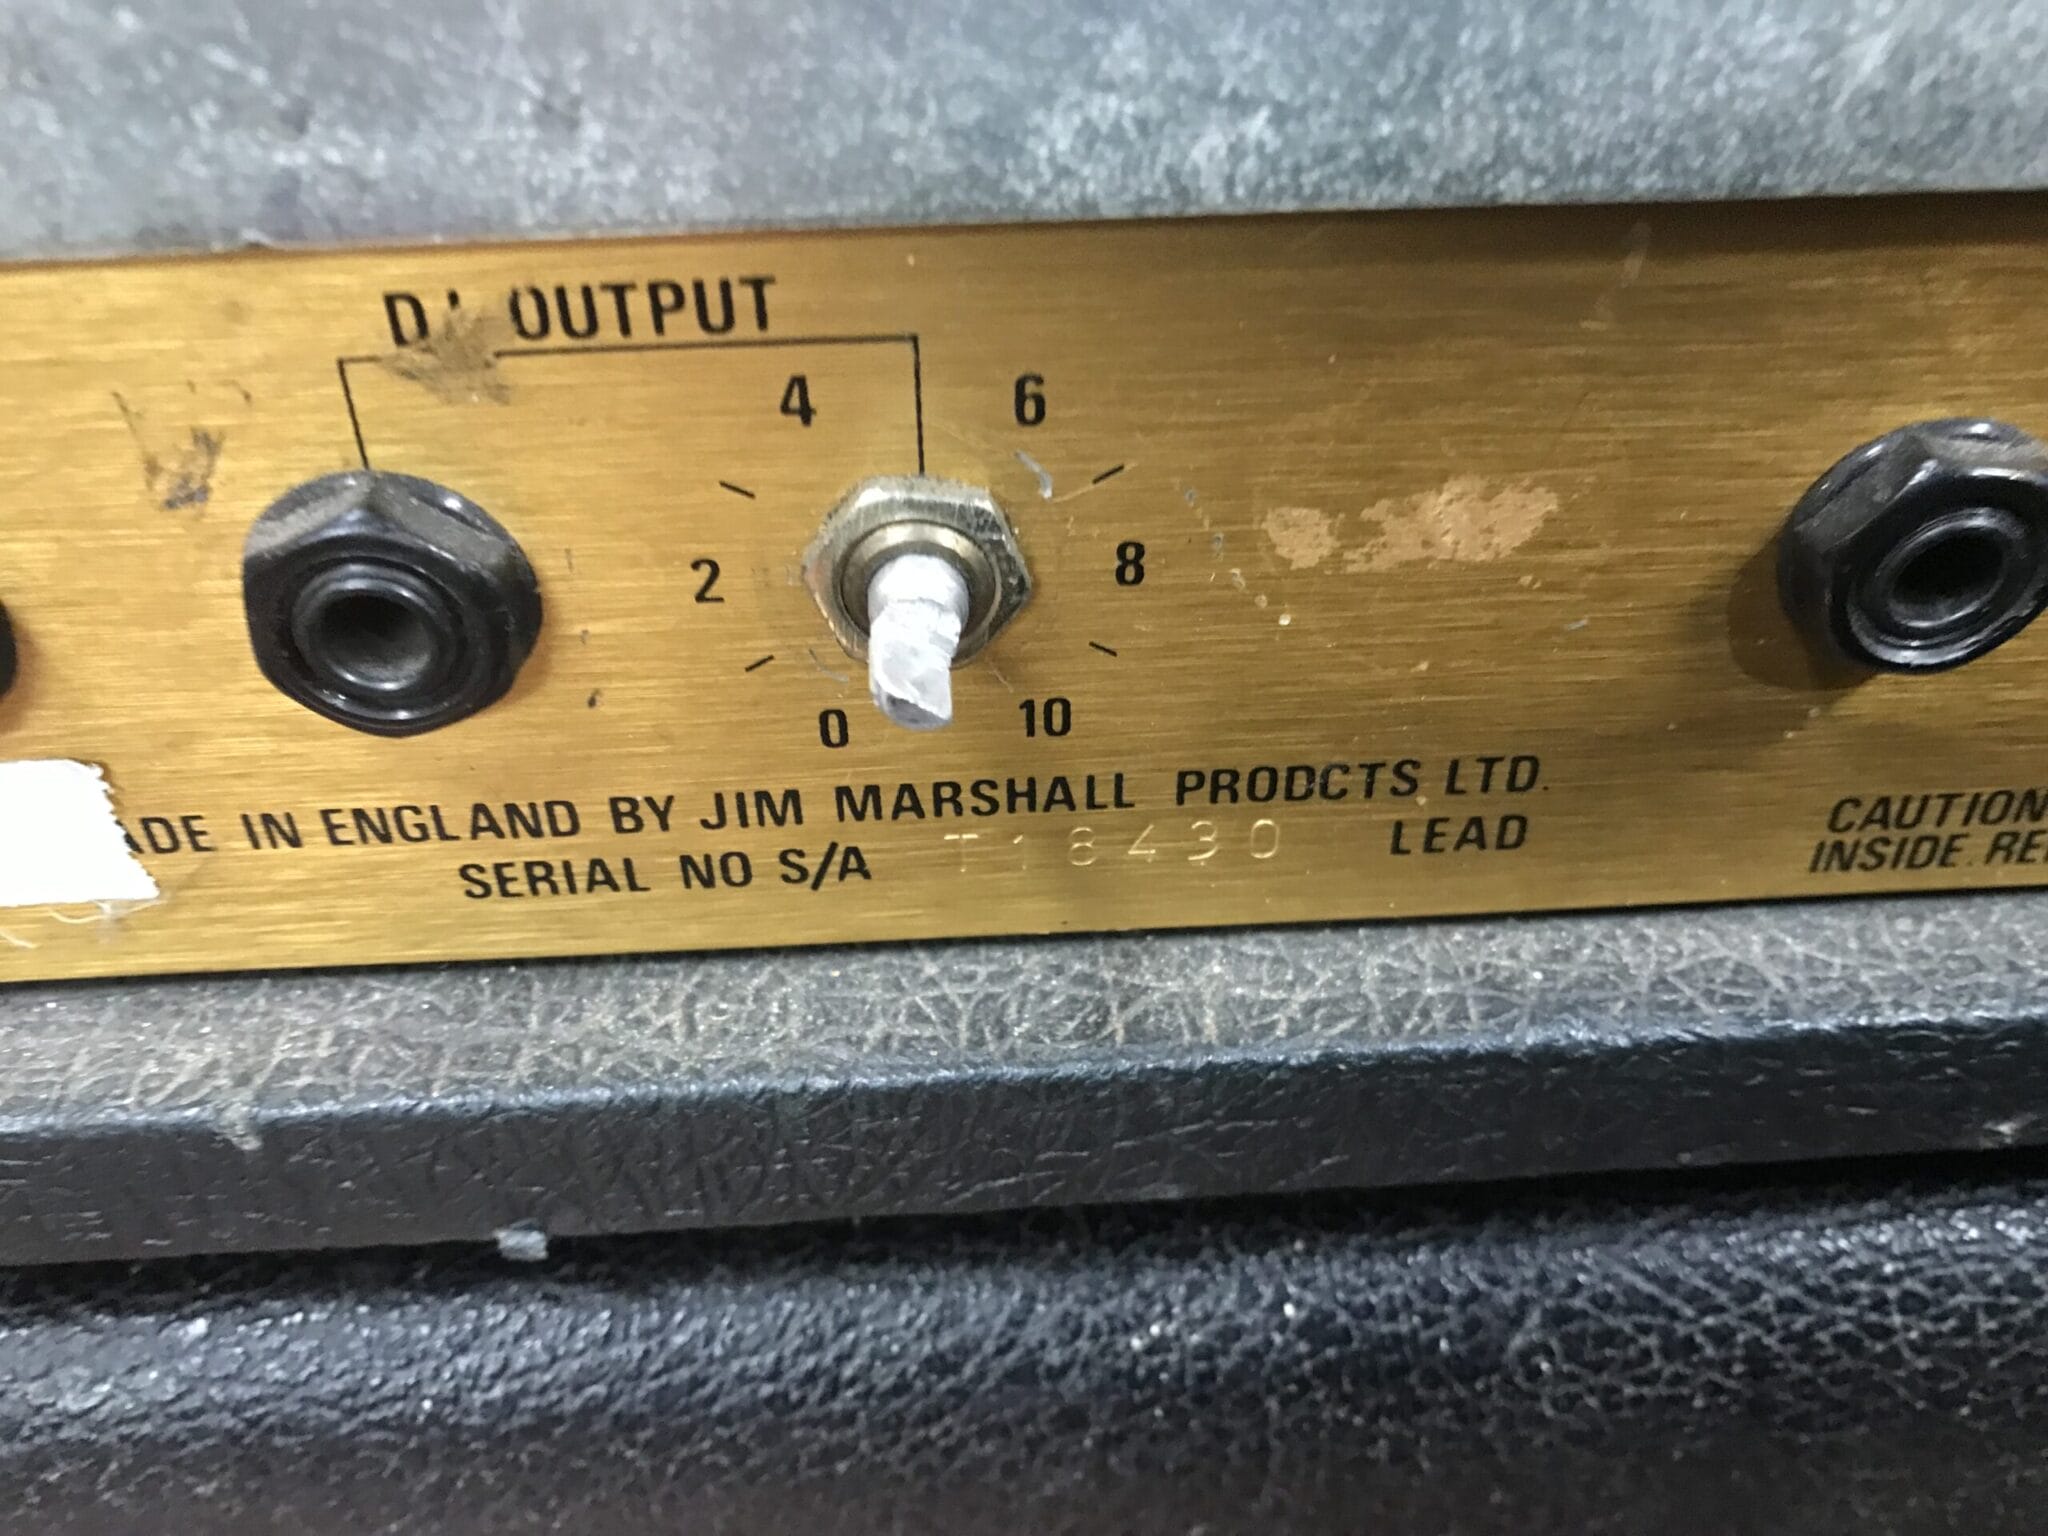 OUTPUT
4 6
2 8
0 10
IN ENGLAND BY JIM MARSHALL PRODCTS LTD.
SERIAL NO S/A T18430 LEAD
CAUTION
INSIDE.